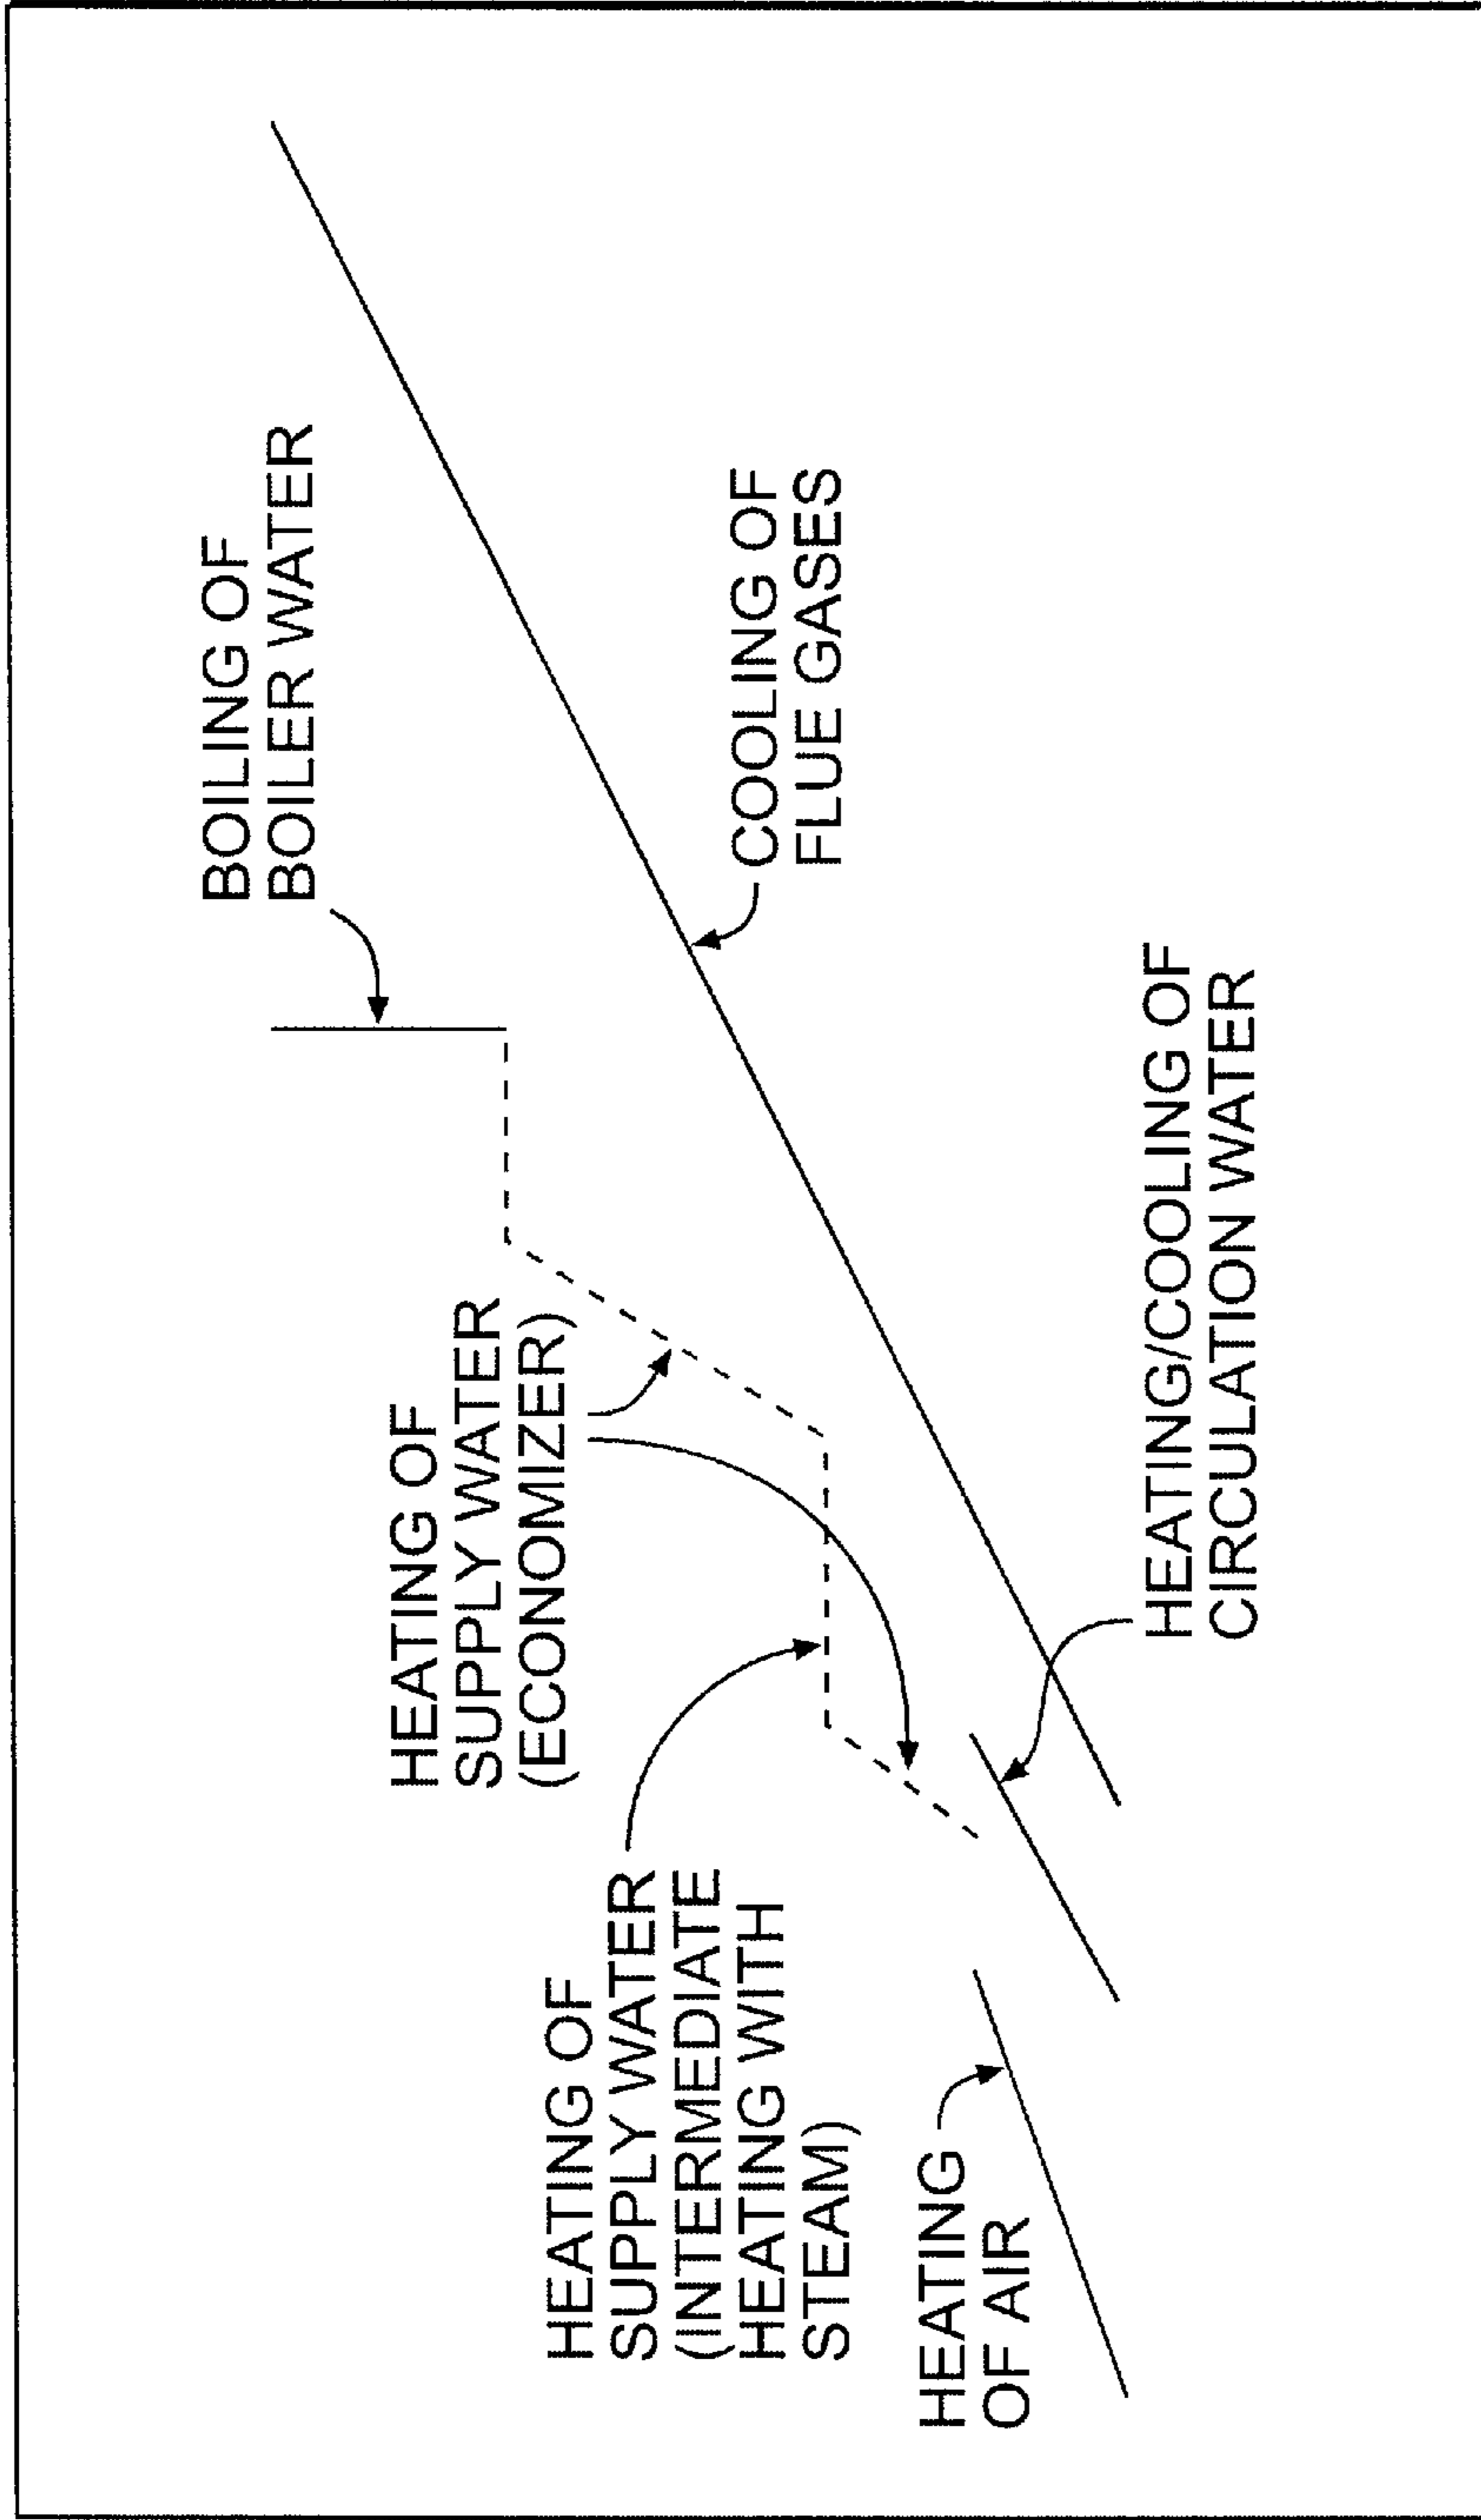 BOILING OF
BOILER WATER
HEATING OF
SUPPLY WATER
(ECONOMIZER)
HEATING OF
SUPPLY WATER
(INTERMEDIATE
HEATING WITH
STEAM)
COOLING OF
FLUE GASES
HEATING
OF AIR
HEATING/COOLING OF
CIRCULATION WATER